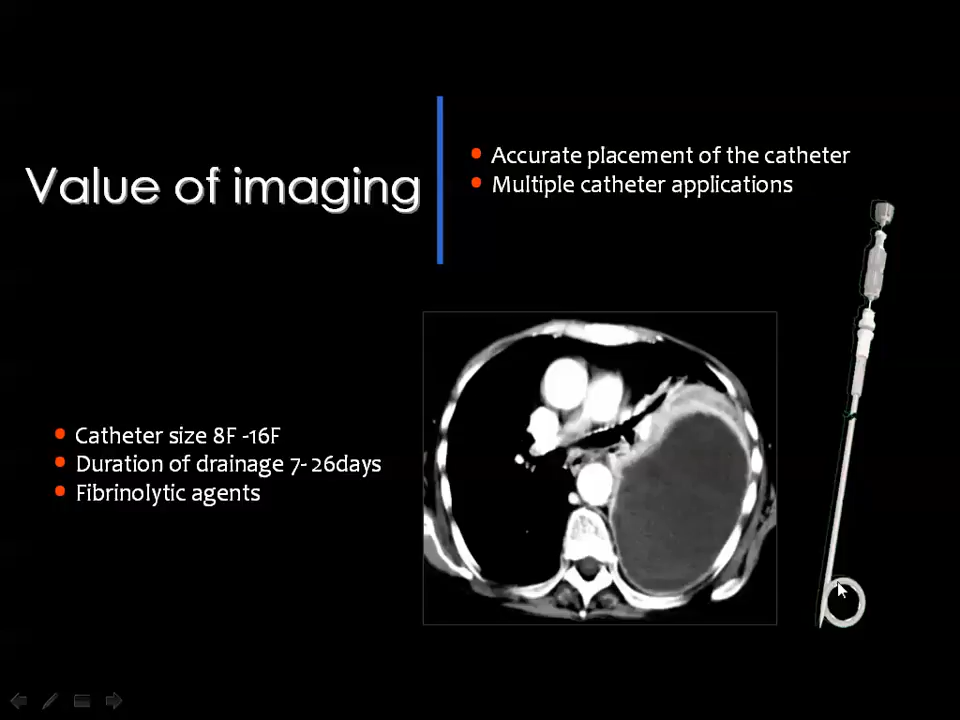 Value of imaging
Accurate placement of the catheter
Multiple catheter applications
Catheter size 8F -16F
Duration of drainage 7- 26days
Fibrinolytic agents